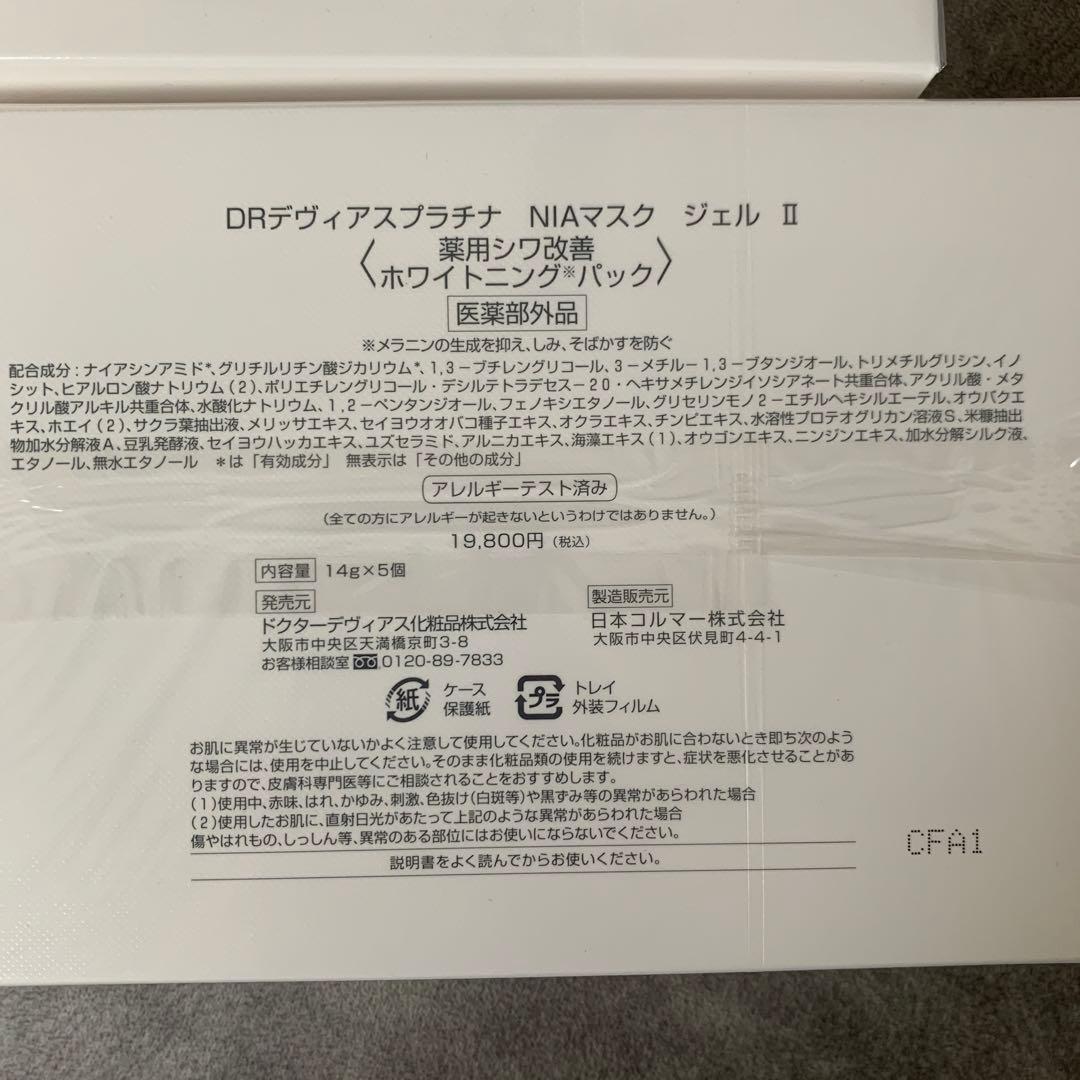 DRデヴィアスプラチナ NIAマスク ジェル Ⅱ
〈薬用シワ改善
ホワイトニング※パック〉
医薬部外品
※メラニンの生成を抑え、しみ、そばかすを防ぐ
配合成分：ナイアシンアミド*、グリチルリチン酸ジカリウム*、1,3－ブチレングリコール、3－メチル－1,3－ブタンジオール、トリメチルグリシン、イノ
シット、ヒアルロン酸ナトリウム（2）、ポリエチレングリコール・デシルテトラデセス－20・ヘキサメチレンジイソシアネート共重合体、アクリル酸・メタ
クリル酸アルキル共重合体、水酸化ナトリウム、1,2－ペンタンジオール、フェノキシエタノール、グリセリンモノ2－エチルヘキシルエーテル、オウバクエ
キス、ホエイ（2）、サクラ葉抽出液、メリッサエキス、セイヨウオオバコ種子エキス、オクラエキス、チンピエキス、水溶性プロテオグリカン溶液S、米糠抽出
物加水分解液A、豆乳発酵液、セイヨウハッカエキス、ユズセラミド、アルニカエキス、海藻エキス（1）、オウゴンエキス、ニンジンエキス、加水分解シルク液、
エタノール、無水エタノール ＊は「有効成分」 無表示は「その他の成分」
アレルギーテスト済み
（全ての方にアレルギーが起きないというわけではありません。）
19,800円（税込）
内容量 14g×5個
発売元
ドクターデヴィアス化粧品株式会社
大阪市中央区天満橋京町3-8
お客様相談室 0120-89-7833
製造販売元
日本コルマー株式会社
大阪市中央区伏見町4-4-1
紙 ケース
保護紙
プラ トレイ
外装フィルム
お肌に異常が生じていないかよく注意して使用してください。化粧品がお肌に合わないとき即ち次のよう
な場合には、使用を中止してください。そのまま化粧品類の使用を続けますと、症状を悪化させることがあ
りますので、皮膚科専門医等にご相談されることをおすすめします。
（1）使用中、赤味、はれ、かゆみ、刺激、色抜け（白斑等）や黒ずみ等の異常があらわれた場合
（2）使用したお肌に、直射日光があたって上記のような異常があらわれた場合
傷やはれもの、しっしん等、異常のある部位にはお使いにならないでください。
説明書をよく読んでからお使いください。
CFA1